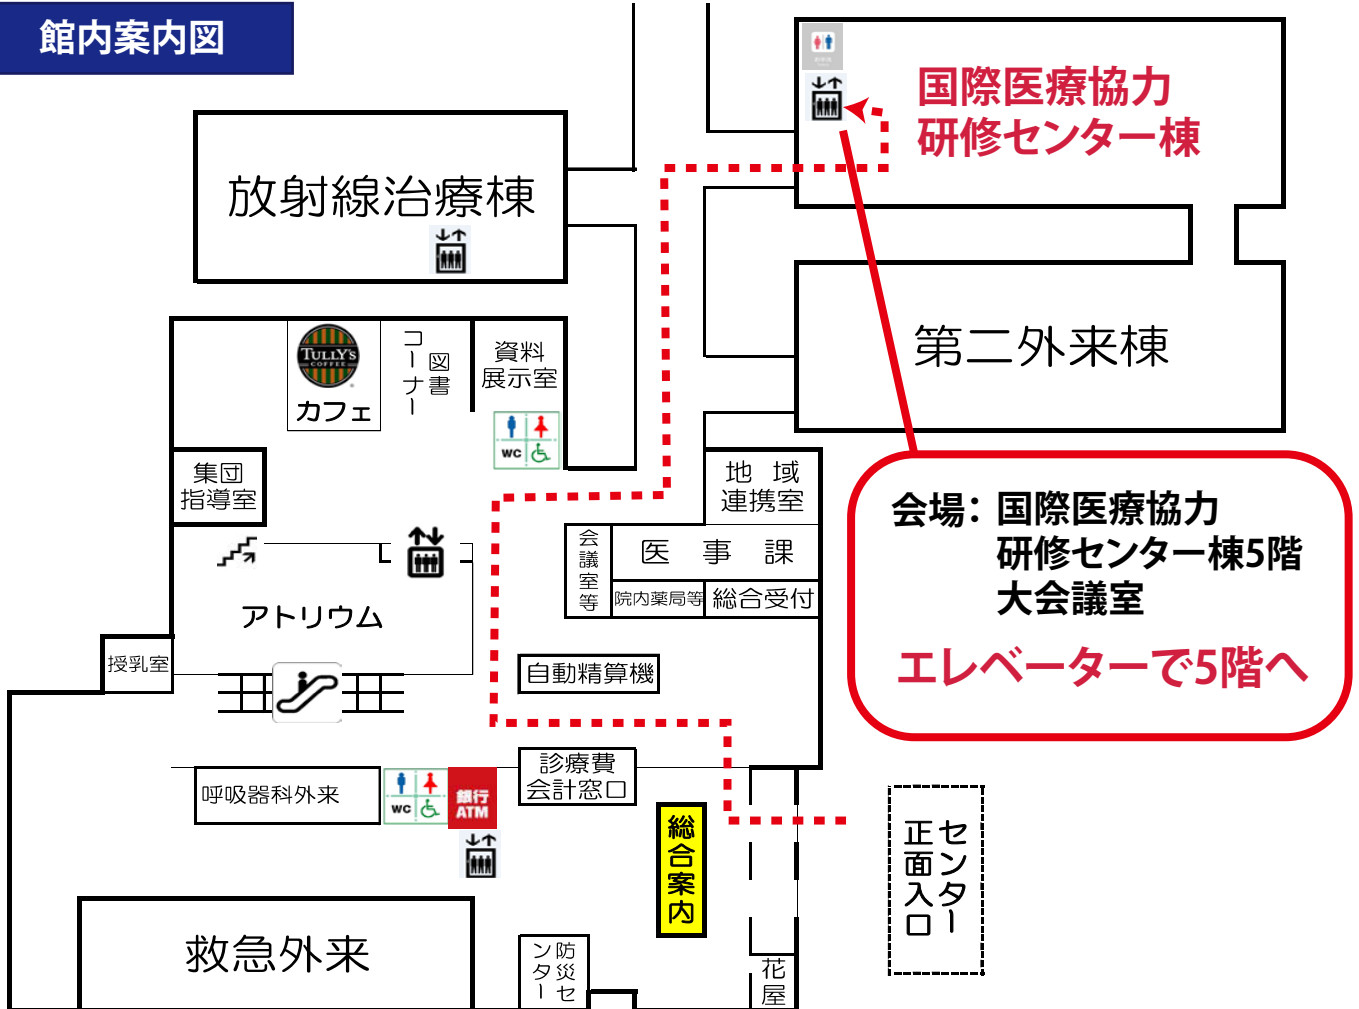 館内案内図
国際医療協力
研修センター棟
放射線治療棟
第二外来棟
TULLY'S
COFFEE
カフェ
図書
コーナー
資料
展示室
WC
集団
指導室
地域
連携室
会議室等
医事課
院内薬局等
総合受付
会場：国際医療協力
研修センター棟5階
大会議室
エレベーターで5階へ
アトリウム
授乳室
自動精算機
診療費
会計窓口
呼吸器科外来
WC
銀行
ATM
総合案内
センター
正面入口
救急外来
防災セ
ンター
花屋